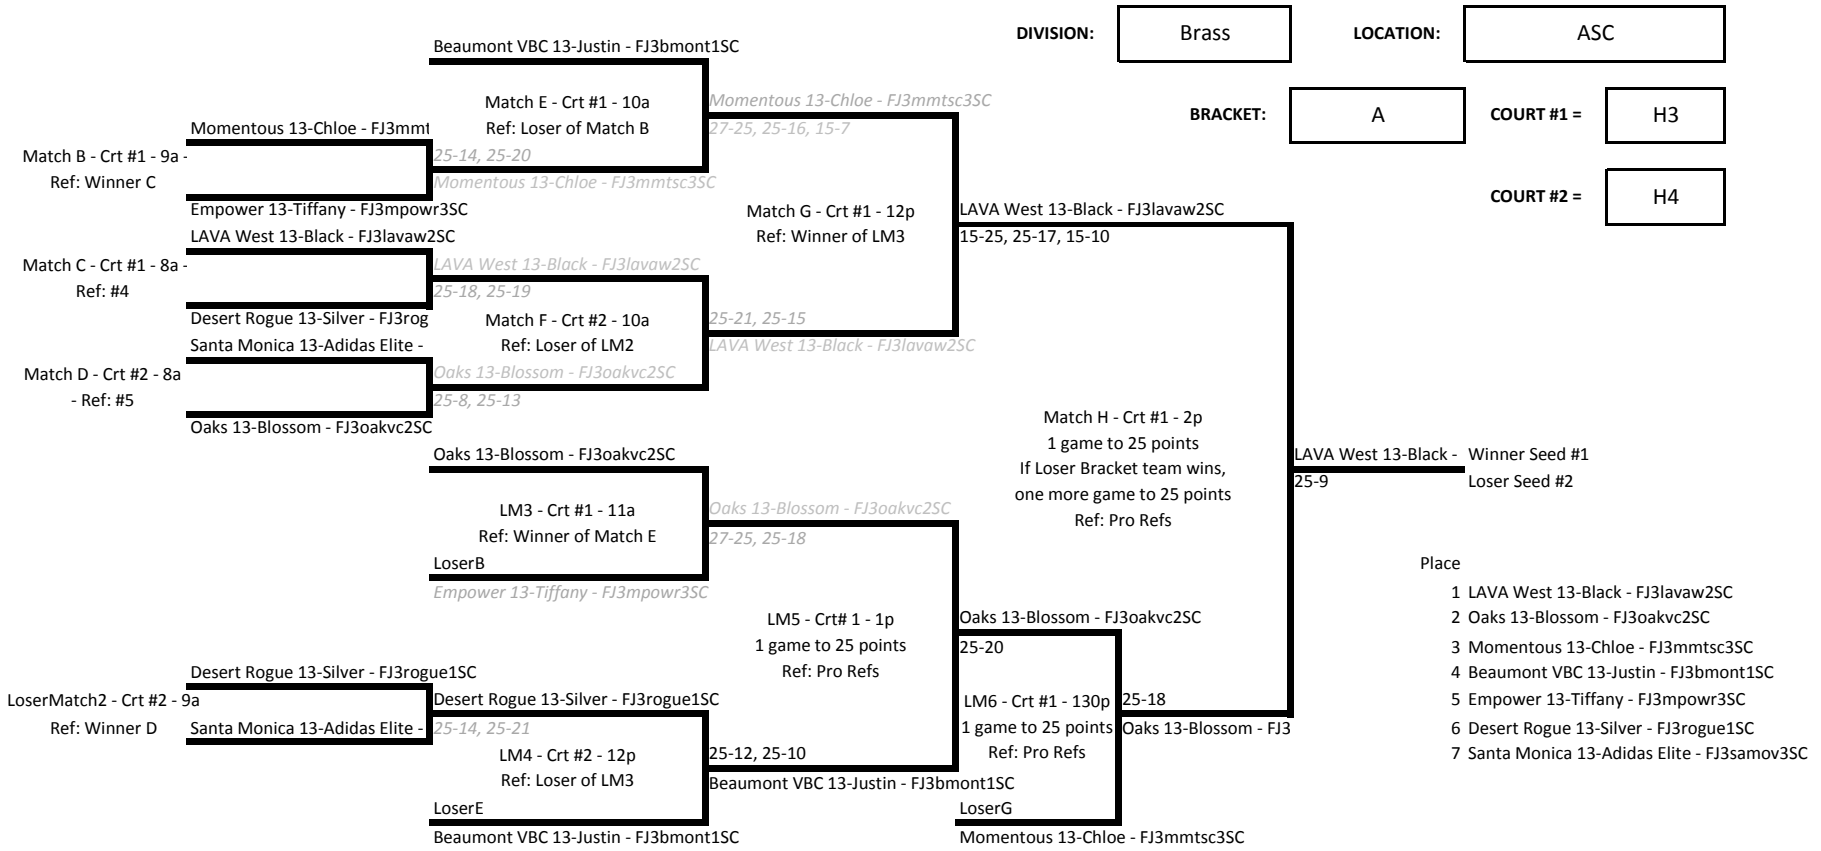 DIVISION: Brass LOCATION: ASC
Beaumont VBC 13-Justin - FJ3bmont1SC
Match E - Crt #1 - 10a
Ref: Loser of Match B
Momentous 13-Chloe - FJ3mmtsc3SC
27-25, 25-16, 15-7
BRACKET: A COURT #1 = H3
Momentous 13-Chloe - FJ3mmt
Match B - Crt #1 - 9a -
Ref: Winner C
25-14, 25-20
Momentous 13-Chloe - FJ3mmtsc3SC
Empower 13-Tiffany - FJ3mpowr3SC
COURT #2 = H4
Match G - Crt #1 - 12p
Ref: Winner of LM3
LAVA West 13-Black - FJ3lavaw2SC
15-25, 25-17, 15-10
LAVA West 13-Black - FJ3lavaw2SC
Match C - Crt #1 - 8a -
Ref: #4
LAVA West 13-Black - FJ3lavaw2SC
25-18, 25-19
Desert Rogue 13-Silver - FJ3rog
Match F - Crt #2 - 10a
Ref: Loser of LM2
25-21, 25-15
LAVA West 13-Black - FJ3lavaw2SC
Santa Monica 13-Adidas Elite -
Match D - Crt #2 - 8a
- Ref: #5
Oaks 13-Blossom - FJ3oakvc2SC
25-8, 25-13
Oaks 13-Blossom - FJ3oakvc2SC
Match H - Crt #1 - 2p
1 game to 25 points
If Loser Bracket team wins,
one more game to 25 points
Ref: Pro Refs
LAVA West 13-Black - Winner Seed #1
25-9 Loser Seed #2
Oaks 13-Blossom - FJ3oakvc2SC
LM3 - Crt #1 - 11a
Ref: Winner of Match E
Oaks 13-Blossom - FJ3oakvc2SC
27-25, 25-18
LoserB
Empower 13-Tiffany - FJ3mpowr3SC
LM5 - Crt# 1 - 1p
1 game to 25 points
Ref: Pro Refs
Oaks 13-Blossom - FJ3oakvc2SC
25-20
Desert Rogue 13-Silver - FJ3rogue1SC
LoserMatch2 - Crt #2 - 9a
Ref: Winner D
Santa Monica 13-Adidas Elite -
Desert Rogue 13-Silver - FJ3rogue1SC
25-14, 25-21
LM4 - Crt #2 - 12p
Ref: Loser of LM3
25-12, 25-10
Beaumont VBC 13-Justin - FJ3bmont1SC
LoserE
Beaumont VBC 13-Justin - FJ3bmont1SC
LM6 - Crt #1 - 130p
1 game to 25 points
Ref: Pro Refs
25-18
Oaks 13-Blossom - FJ3
LoserG
Momentous 13-Chloe - FJ3mmtsc3SC
Place
1 LAVA West 13-Black - FJ3lavaw2SC
2 Oaks 13-Blossom - FJ3oakvc2SC
3 Momentous 13-Chloe - FJ3mmtsc3SC
4 Beaumont VBC 13-Justin - FJ3bmont1SC
5 Empower 13-Tiffany - FJ3mpowr3SC
6 Desert Rogue 13-Silver - FJ3rogue1SC
7 Santa Monica 13-Adidas Elite - FJ3samov3SC